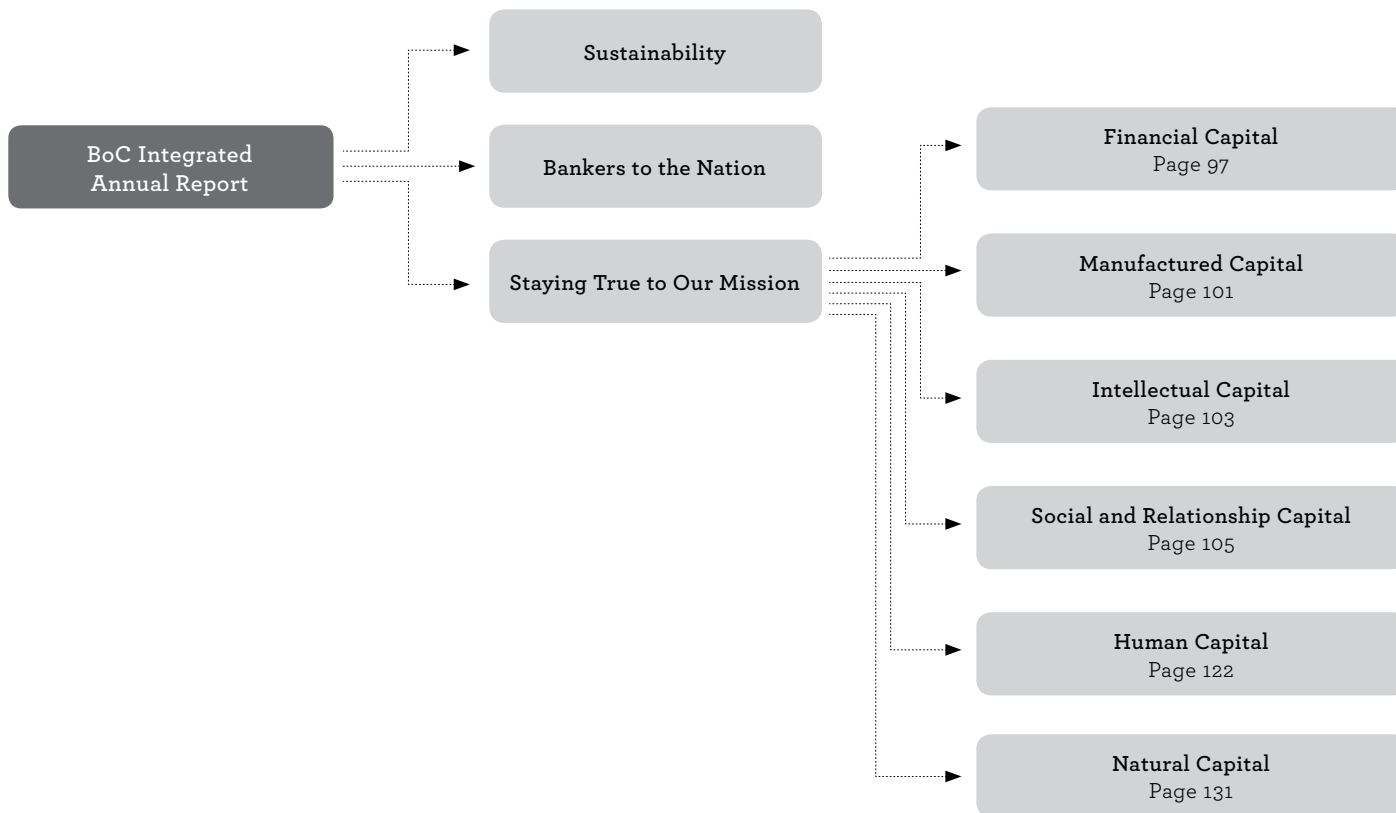 BoC Integrated
Annual Report
Sustainability
Bankers to the Nation
Staying True to Our Mission
Financial Capital
Page 97
Manufactured Capital
Page 101
Intellectual Capital
Page 103
Social and Relationship Capital
Page 105
Human Capital
Page 122
Natural Capital
Page 131